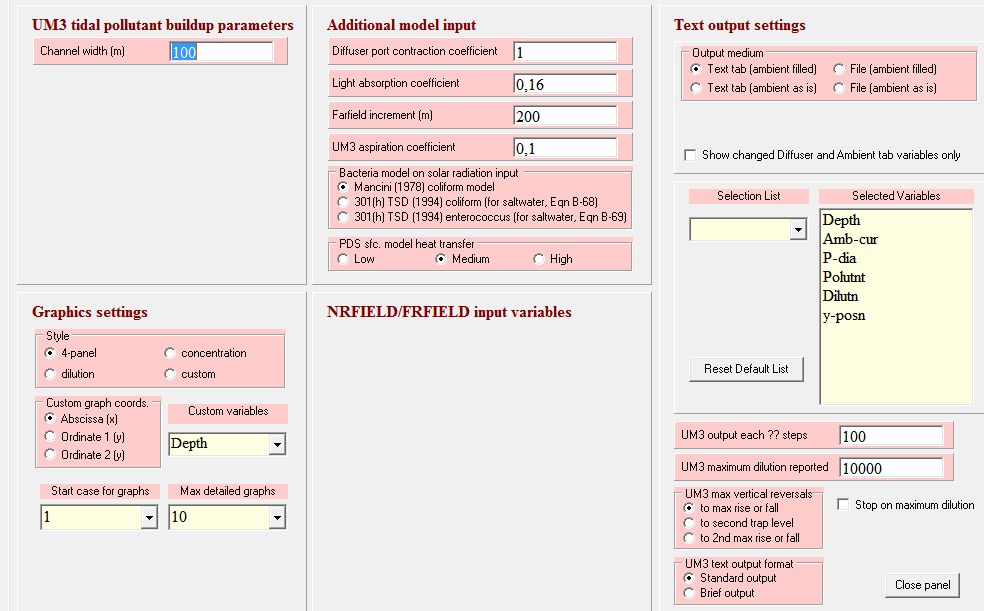 UM3 tidal pollutant buildup parameters
Channel width (m) 100
Additional model input
Diffuser port contraction coefficient 1
Light absorption coefficient 0,16
Farfield increment (m) 200
UM3 aspiration coefficient 0,1
Bacteria model on solar radiation input
Mancini (1978) coliform model
301(h) TSD (1994) coliform (for saltwater, Eqn B-68)
301(h) TSD (1994) enterococcus (for saltwater, Eqn B-69)
PDS sfc. model heat transfer
Low Medium High
Text output settings
Output medium
Text tab (ambient filled) File (ambient filled)
Text tab (ambient as is) File (ambient as is)
Show changed Diffuser and Ambient tab variables only
Selection List Selected Variables
Depth
Amb-cur
P-dia
Polutnt
Dilutn
y-posn
Reset Default List
Graphics settings
Style
4-panel concentration
dilution custom
Custom graph coords.
Abscissa (x)
Ordinate 1 (y)
Ordinate 2 (y)
Custom variables
Depth
Start case for graphs Max detailed graphs
1 10
NRFIELD/FRFIELD input variables
UM3 output each ?? steps 100
UM3 maximum dilution reported 10000
UM3 max vertical reversals
to max rise or fall
to second trap level
to 2nd max rise or fall
Stop on maximum dilution
UM3 text output format
Standard output
Brief output
Close panel